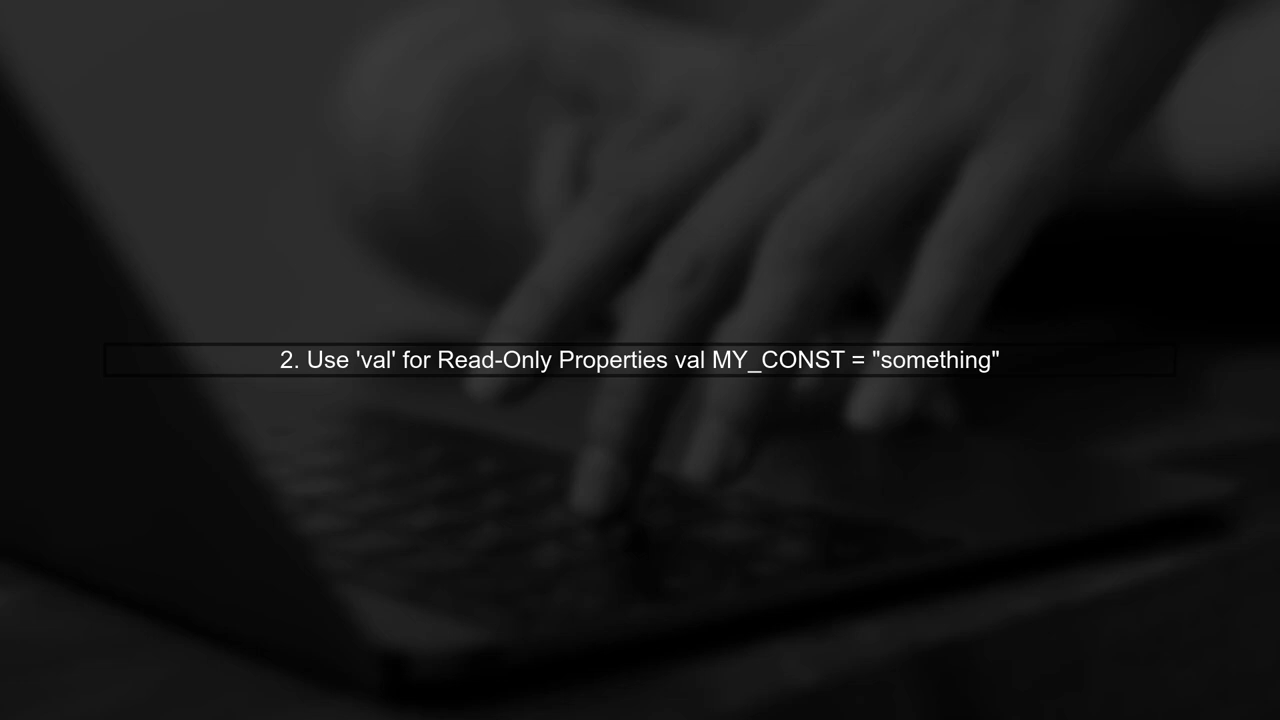 2. Use 'val' for Read-Only Properties val MY_CONST = "something"